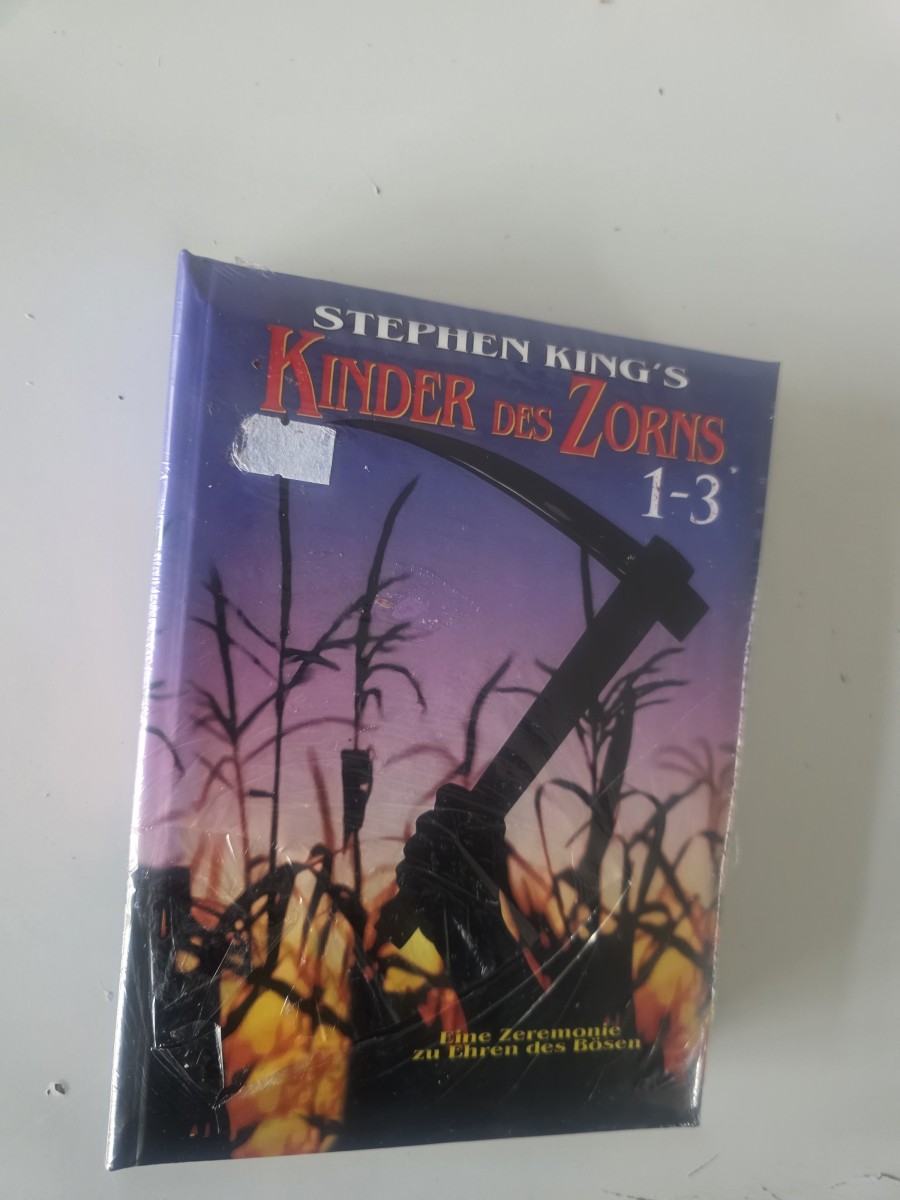 STEPHEN KING'S
KINDER DES ZORNS
1-3
Eine Zeremonie
zu Ehren des Bösen